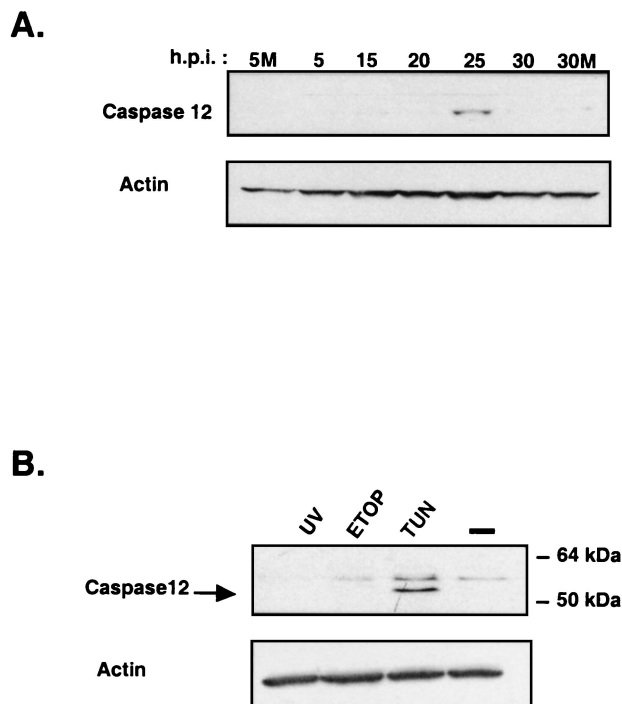 A.
h.p.i. : 5M 5 15 20 25 30 30M
Caspase 12
Actin
B.
UV ETOP TUN –
– 64 kDa
Caspase12
– 50 kDa
Actin